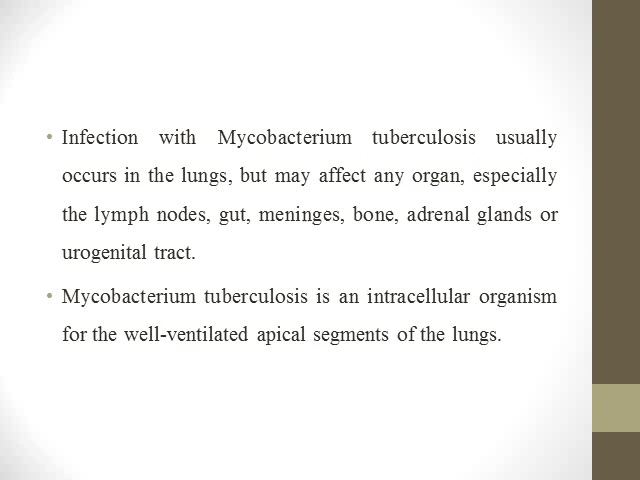 • Infection with Mycobacterium tuberculosis usually
occurs in the lungs, but may affect any organ, especially
the lymph nodes, gut, meninges, bone, adrenal glands or
urogenital tract.
• Mycobacterium tuberculosis is an intracellular organism
for the well-ventilated apical segments of the lungs.